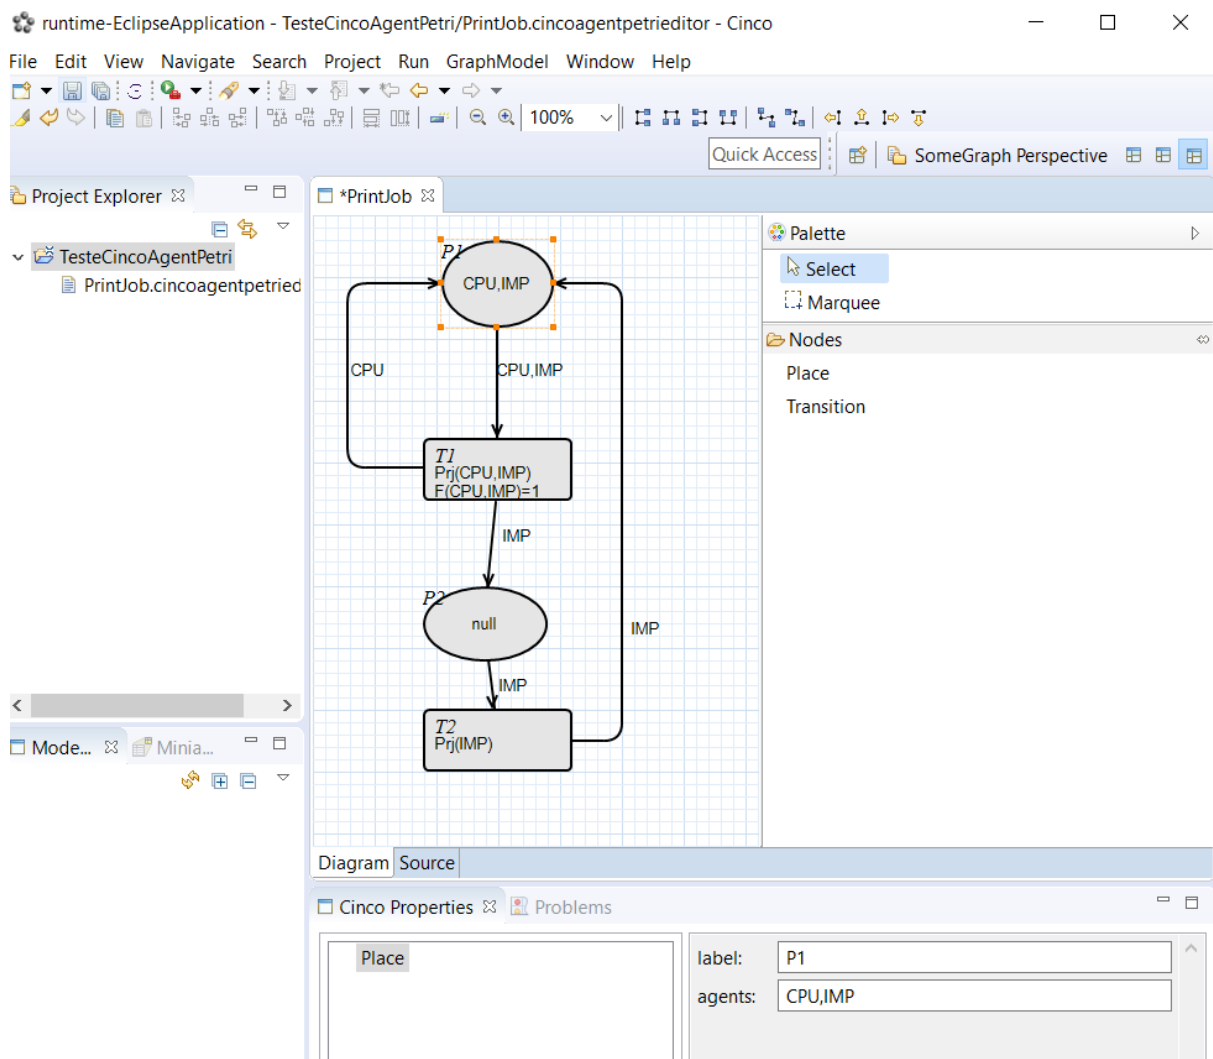 runtime-EclipseApplication - TesteCincoAgentPetri/PrintJob.cincoagentpetrieditor - Cinco
File Edit View Navigate Search Project Run GraphModel Window Help
100%
Quick Access
SomeGraph Perspective
Project Explorer
TesteCincoAgentPetri
PrintJob.cincoagentpetried
*PrintJob
P1
CPU,IMP
CPU
CPU,IMP
T1
Prj(CPU,IMP)
F(CPU,IMP)=1
IMP
P2
null
IMP
IMP
T2
Prj(IMP)
Palette
Select
Marquee
Nodes
Place
Transition
Mode...
Minia...
Diagram Source
Cinco Properties
Problems
Place
label: P1
agents: CPU,IMP